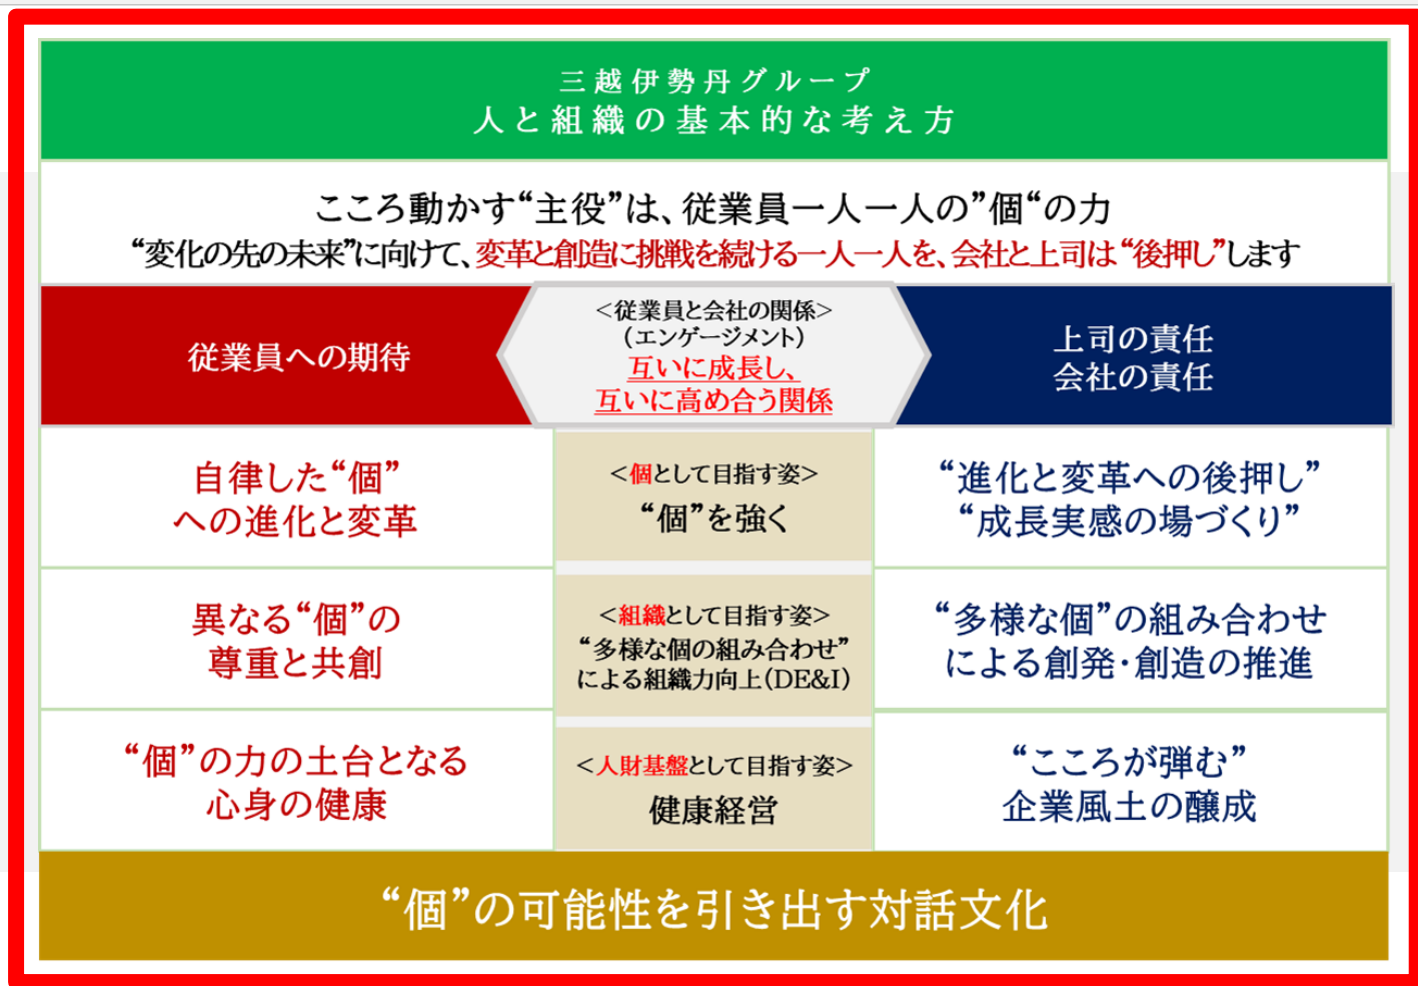 三越伊勢丹グループ
人と組織の基本的な考え方
こころ動かす“主役”は、従業員一人一人の”個“の力
“変化の先の未来”に向けて、変革と創造に挑戦を続ける一人一人を、会社と上司は“後押し”します
従業員への期待
＜従業員と会社の関係＞
（エンゲージメント）
互いに成長し、
互いに高め合う関係
上司の責任
会社の責任
自律した“個”
への進化と変革
＜個として目指す姿＞
“個”を強く
“進化と変革への後押し”
“成長実感の場づくり”
異なる“個”の
尊重と共創
＜組織として目指す姿＞
“多様な個の組み合わせ”
による組織力向上（DE&I）
“多様な個”の組み合わせ
による創発・創造の推進
“個”の力の土台となる
心身の健康
＜人財基盤として目指す姿＞
健康経営
“こころが弾む”
企業風土の醸成
“個”の可能性を引き出す対話文化